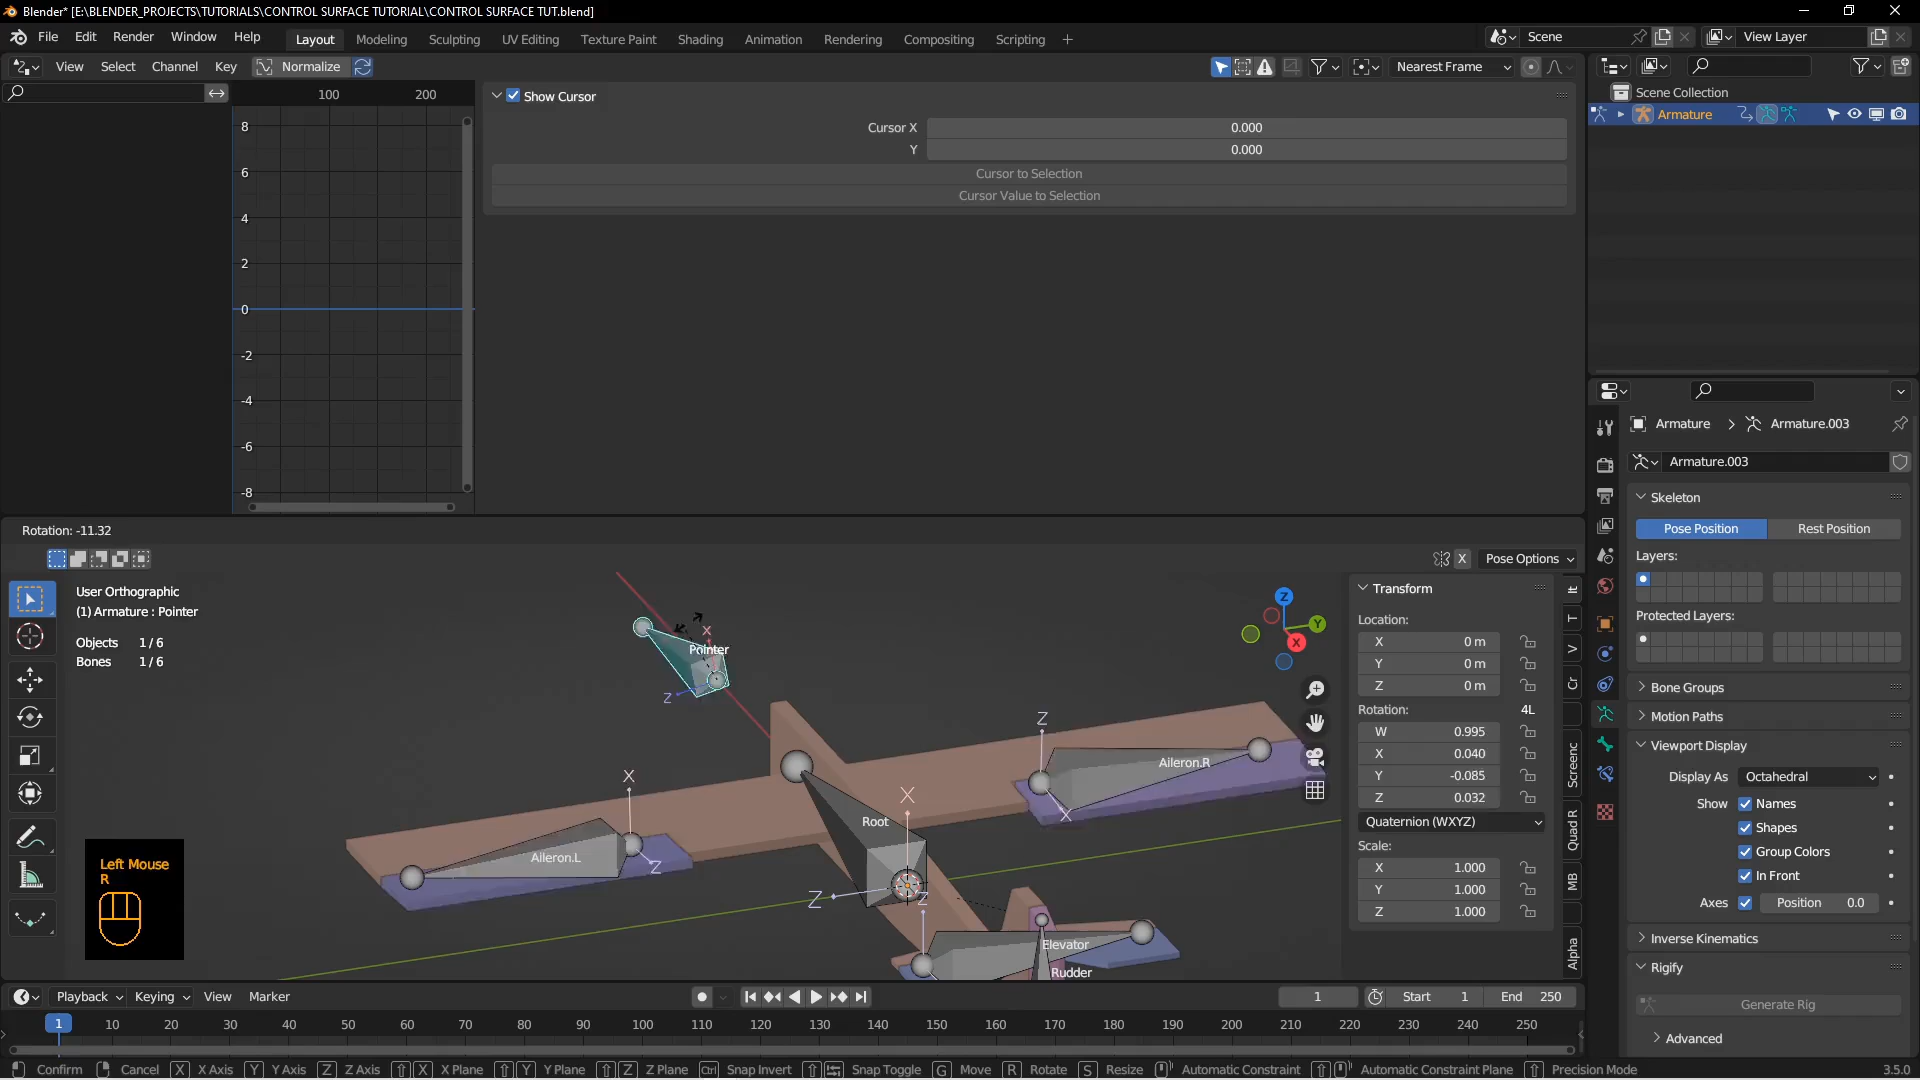 Blender* [E:\BLENDER_PROJECTS\TUTORIALS\CONTROL SURFACE TUTORIAL\CONTROL SURFACE TUT.blend]
File Edit Render Window Help Layout Modeling Sculpting UV Editing Texture Paint Shading Animation Rendering Compositing Scripting + Scene View Layer
View Select Channel Key Normalize Nearest Frame
100 200
Show Cursor
Scene Collection
Armature
Cursor X 0.000
Y 0.000
Cursor to Selection
Cursor Value to Selection
8
6
4
2
0
-2
-4
-6
-8
Armature > Armature.003
Armature.003
Skeleton
Pose Position Rest Position
Layers:
Protected Layers:
Bone Groups
Motion Paths
Viewport Display
Display As Octahedral
Show Names
Shapes
Group Colors
In Front
Axes Position 0.0
Inverse Kinematics
Rigify
Generate Rig
Advanced
Rotation: -11.32
X Pose Options
User Orthographic
(1) Armature : Pointer
Objects 1/6
Bones 1/6
Transform
Location:
X 0 m
Y 0 m
Z 0 m
Rotation: 4L
W 0.995
X 0.040
Y -0.085
Z 0.032
Quaternion (WXYZ)
Scale:
X 1.000
Y 1.000
Z 1.000
It
T
V
Cr
Screenc
Quad R
MB
Alpha
Z
Y
X
X
Pointer
Z
Z
Aileron.R
X
X
Root
X
Aileron.L
Z
Z
Z
Elevator
Rudder
Left Mouse
R
Playback Keying View Marker 1 Start 1 End 250
1 10 20 30 40 50 60 70 80 90 100 110 120 130 140 150 160 170 180 190 200 210 220 230 240 250
Confirm Cancel X X Axis Y Y Axis Z Z Axis X X Plane Y Y Plane Z Z Plane Ctrl Snap Invert Snap Toggle G Move R Rotate S Resize Automatic Constraint Automatic Constraint Plane Precision Mode 3.5.0